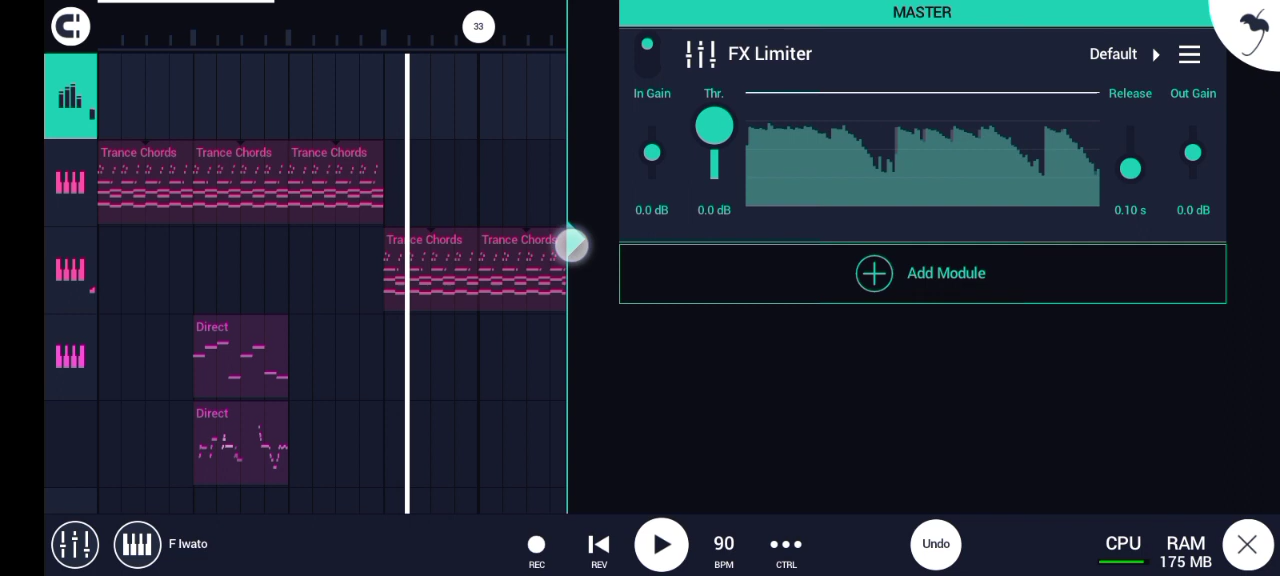 MASTER
33
FX Limiter
Default
In Gain
Thr.
Release
Out Gain
Trance Chords
Trance Chords
Trance Chords
0.0 dB
0.0 dB
0.10 s
0.0 dB
Trance Chords
Trance Chords
Add Module
Direct
Direct
F Iwato
REC
REV
90
BPM
CTRL
Undo
CPU
RAM
175 MB